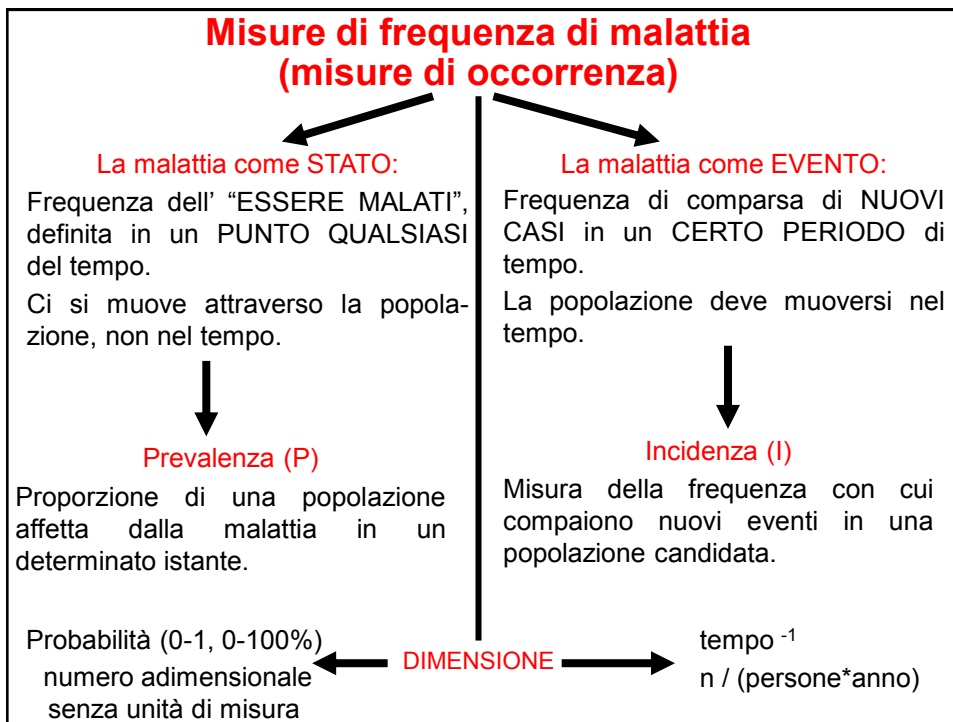 Misure di frequenza di malattia
(misure di occorrenza)
La malattia come STATO:
Frequenza dell' “ESSERE MALATI”,
definita in un PUNTO QUALSIASI
del tempo.
Ci si muove attraverso la popola-
zione, non nel tempo.
Prevalenza (P)
Proporzione di una popolazione
affetta dalla malattia in un
determinato istante.
Probabilità (0-1, 0-100%)
numero adimensionale
senza unità di misura
La malattia come EVENTO:
Frequenza di comparsa di NUOVI
CASI in un CERTO PERIODO di
tempo.
La popolazione deve muoversi nel
tempo.
Incidenza (I)
Misura della frequenza con cui
compaiono nuovi eventi in una
popolazione candidata.
DIMENSIONE
tempo ⁻¹
n / (persone*anno)